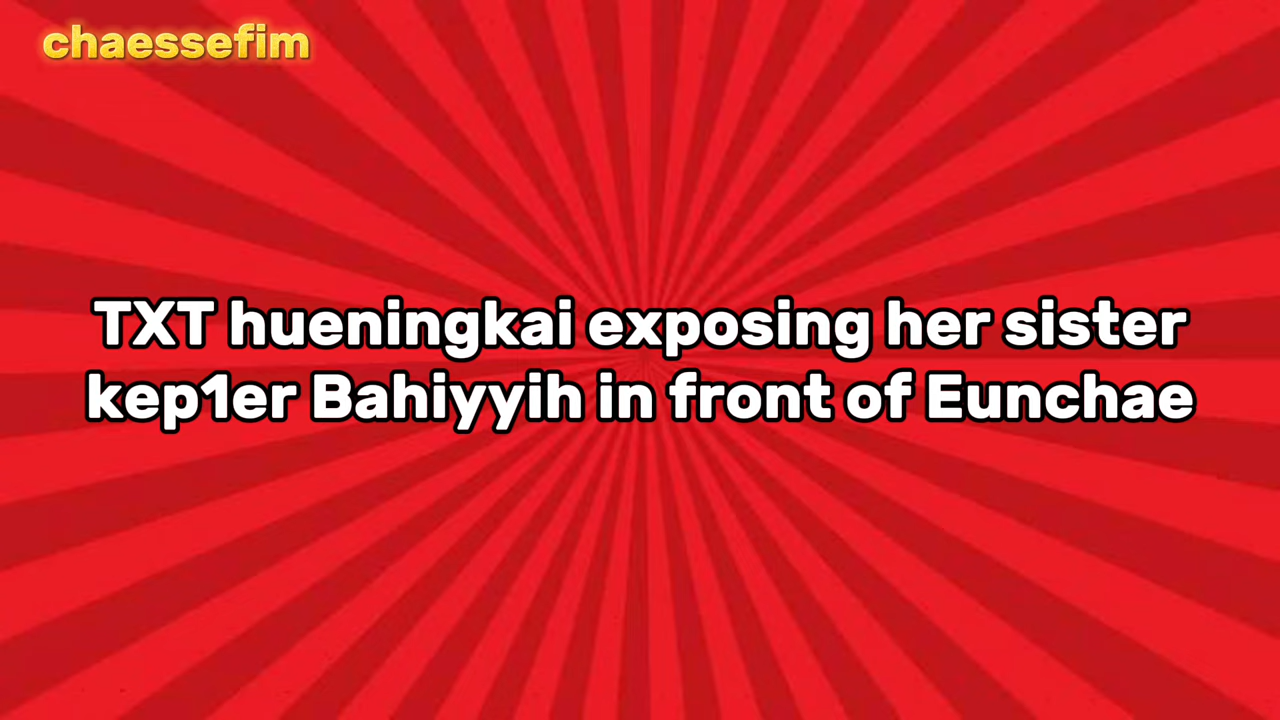 chaessefim
TXT hueningkai exposing her sister
kep1er Bahiyyih in front of Eunchae